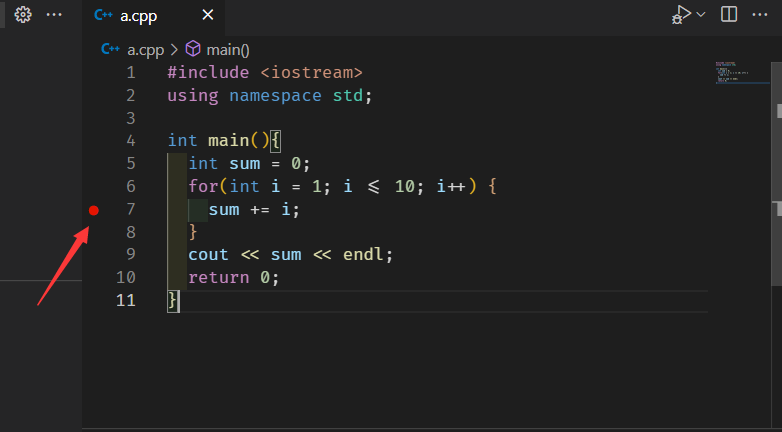 C++ a.cpp
C++ a.cpp > main()
1 #include <iostream>
2 using namespace std;
3
4 int main(){
5 int sum = 0;
6 for(int i = 1; i <= 10; i++) {
7 sum += i;
8 }
9 cout << sum << endl;
10 return 0;
11 }